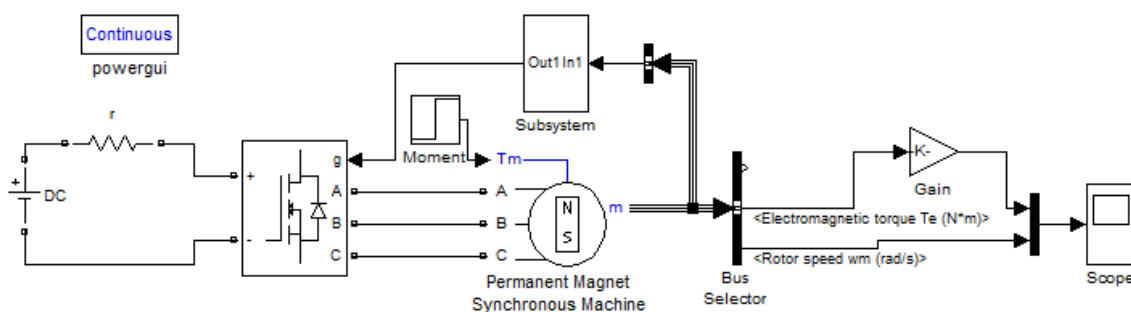 Continuous
powergui
r
+
DC
+
-
g
A
B
C
Moment
Out1 In1
Subsystem
Tm
A
B
C
N
S
m
Permanent Magnet
Synchronous Machine
Bus
Selector
<Electromagnetic torque Te (N*m)>
<Rotor speed wm (rad/s)>
K-
Gain
Scope